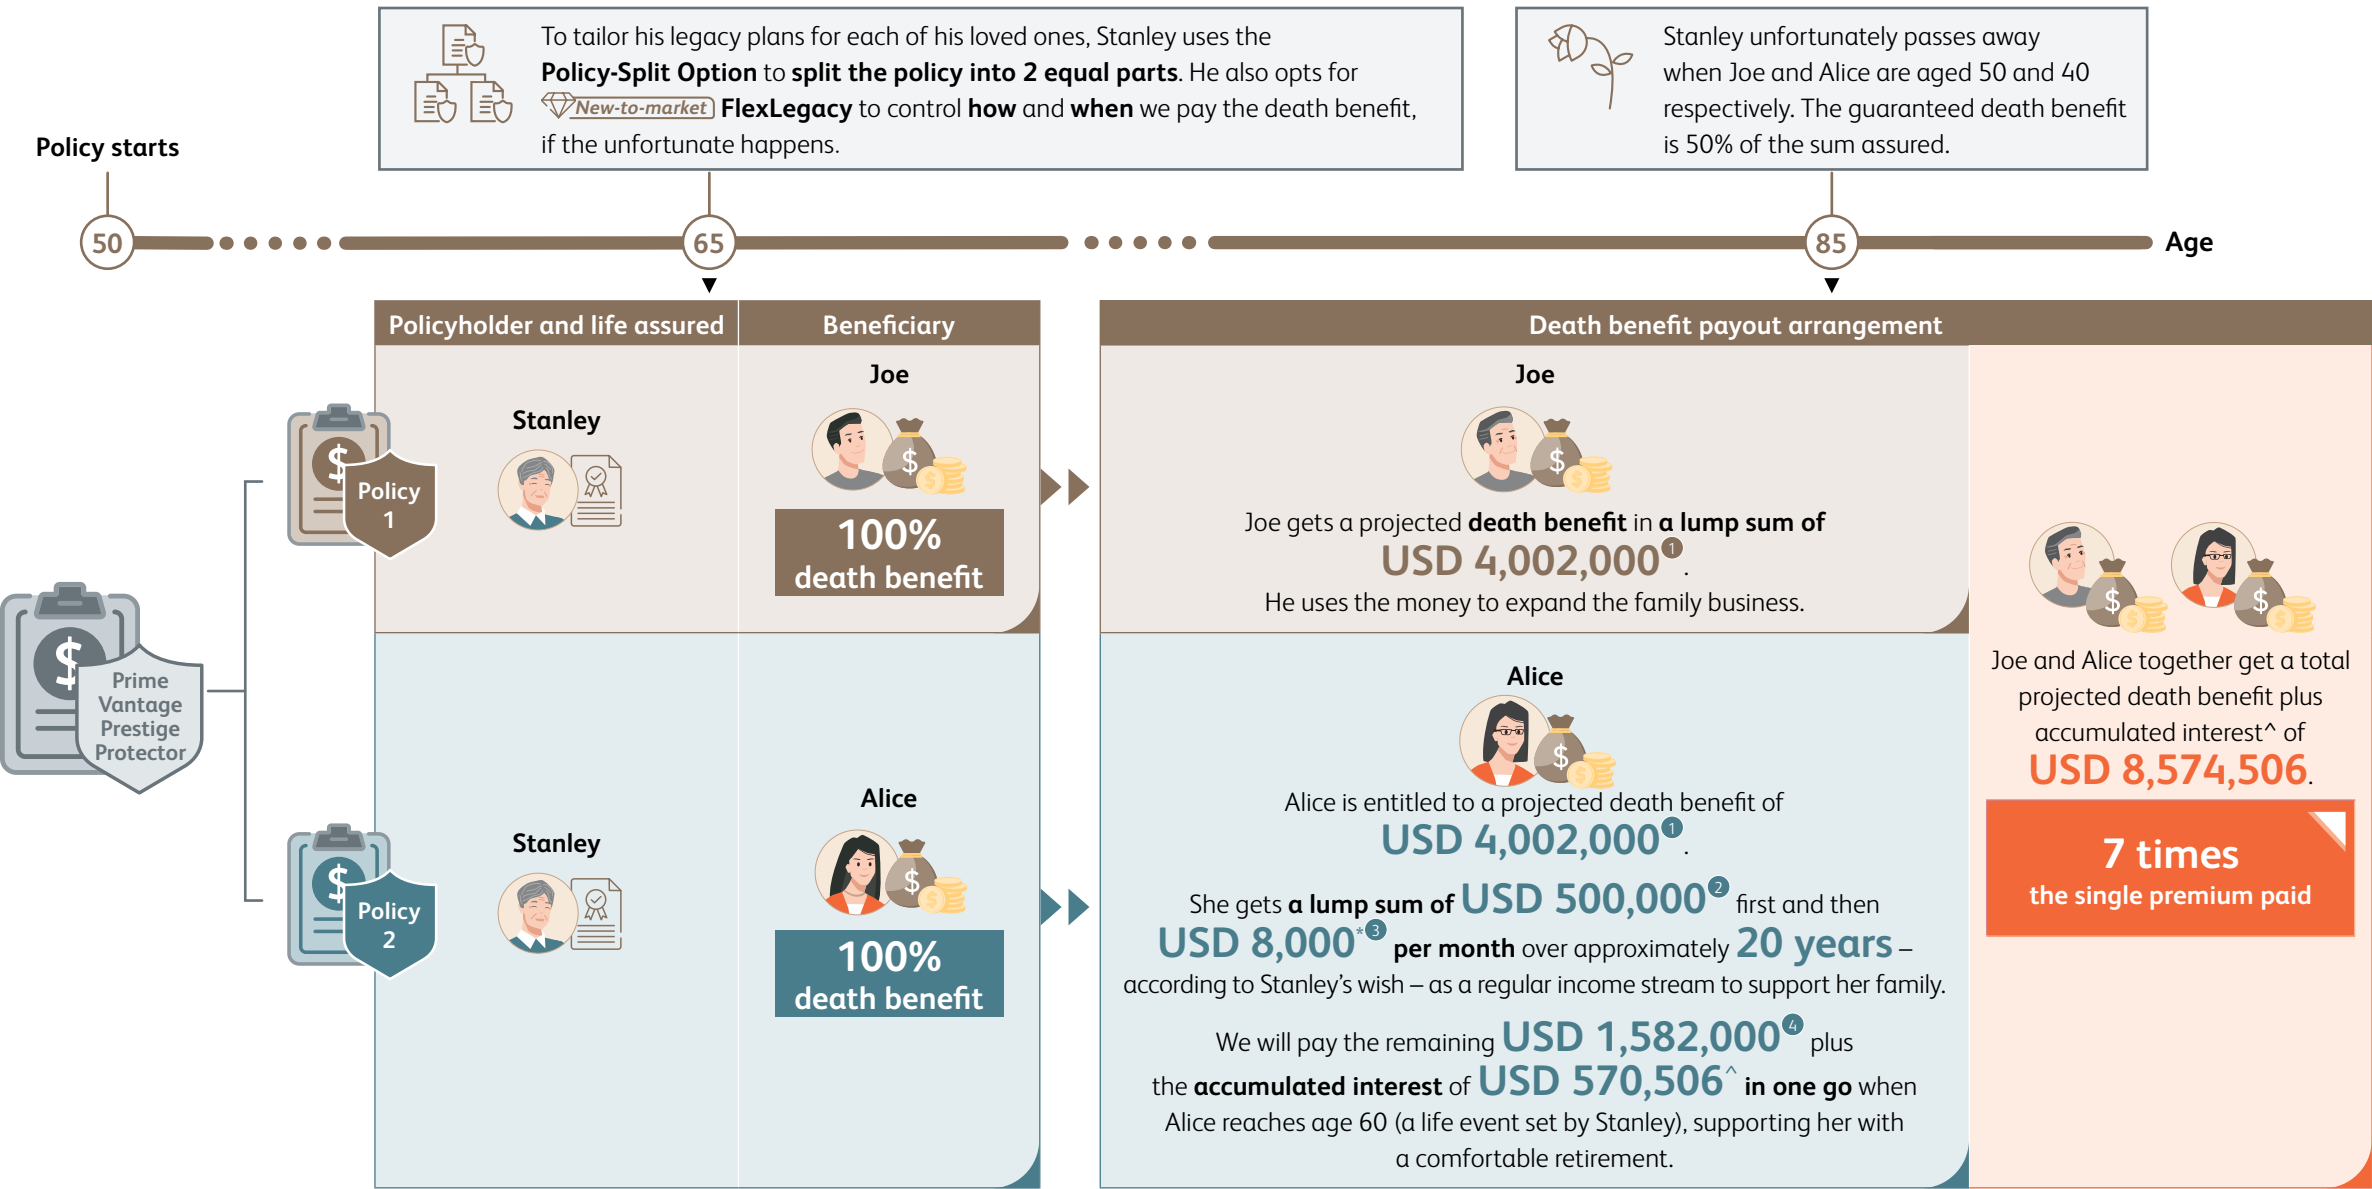 To tailor his legacy plans for each of his loved ones, Stanley uses the
Policy-Split Option to split the policy into 2 equal parts. He also opts for
New-to-market FlexLegacy to control how and when we pay the death benefit,
if the unfortunate happens.
Stanley unfortunately passes away
when Joe and Alice are aged 50 and 40
respectively. The guaranteed death benefit
is 50% of the sum assured.
Policy starts
50
65
85
Age
Policyholder and life assured
Beneficiary
Death benefit payout arrangement
Prime
Vantage
Prestige
Protector
$
$
Policy
1
Stanley
Joe
$
$
100%
death benefit
Joe
$
$
Joe gets a projected death benefit in a lump sum of
USD 4,002,000①.
He uses the money to expand the family business.
$
Policy
2
Stanley
Alice
$
$
100%
death benefit
Alice
$
$
Alice is entitled to a projected death benefit of
USD 4,002,000①.
She gets a lump sum of USD 500,000② first and then
USD 8,000*③ per month over approximately 20 years –
according to Stanley’s wish – as a regular income stream to support her family.
We will pay the remaining USD 1,582,000④ plus
the accumulated interest of USD 570,506^ in one go when
Alice reaches age 60 (a life event set by Stanley), supporting her with
a comfortable retirement.
$
$
$
$
Joe and Alice together get a total
projected death benefit plus
accumulated interest^ of
USD 8,574,506.
7 times
the single premium paid